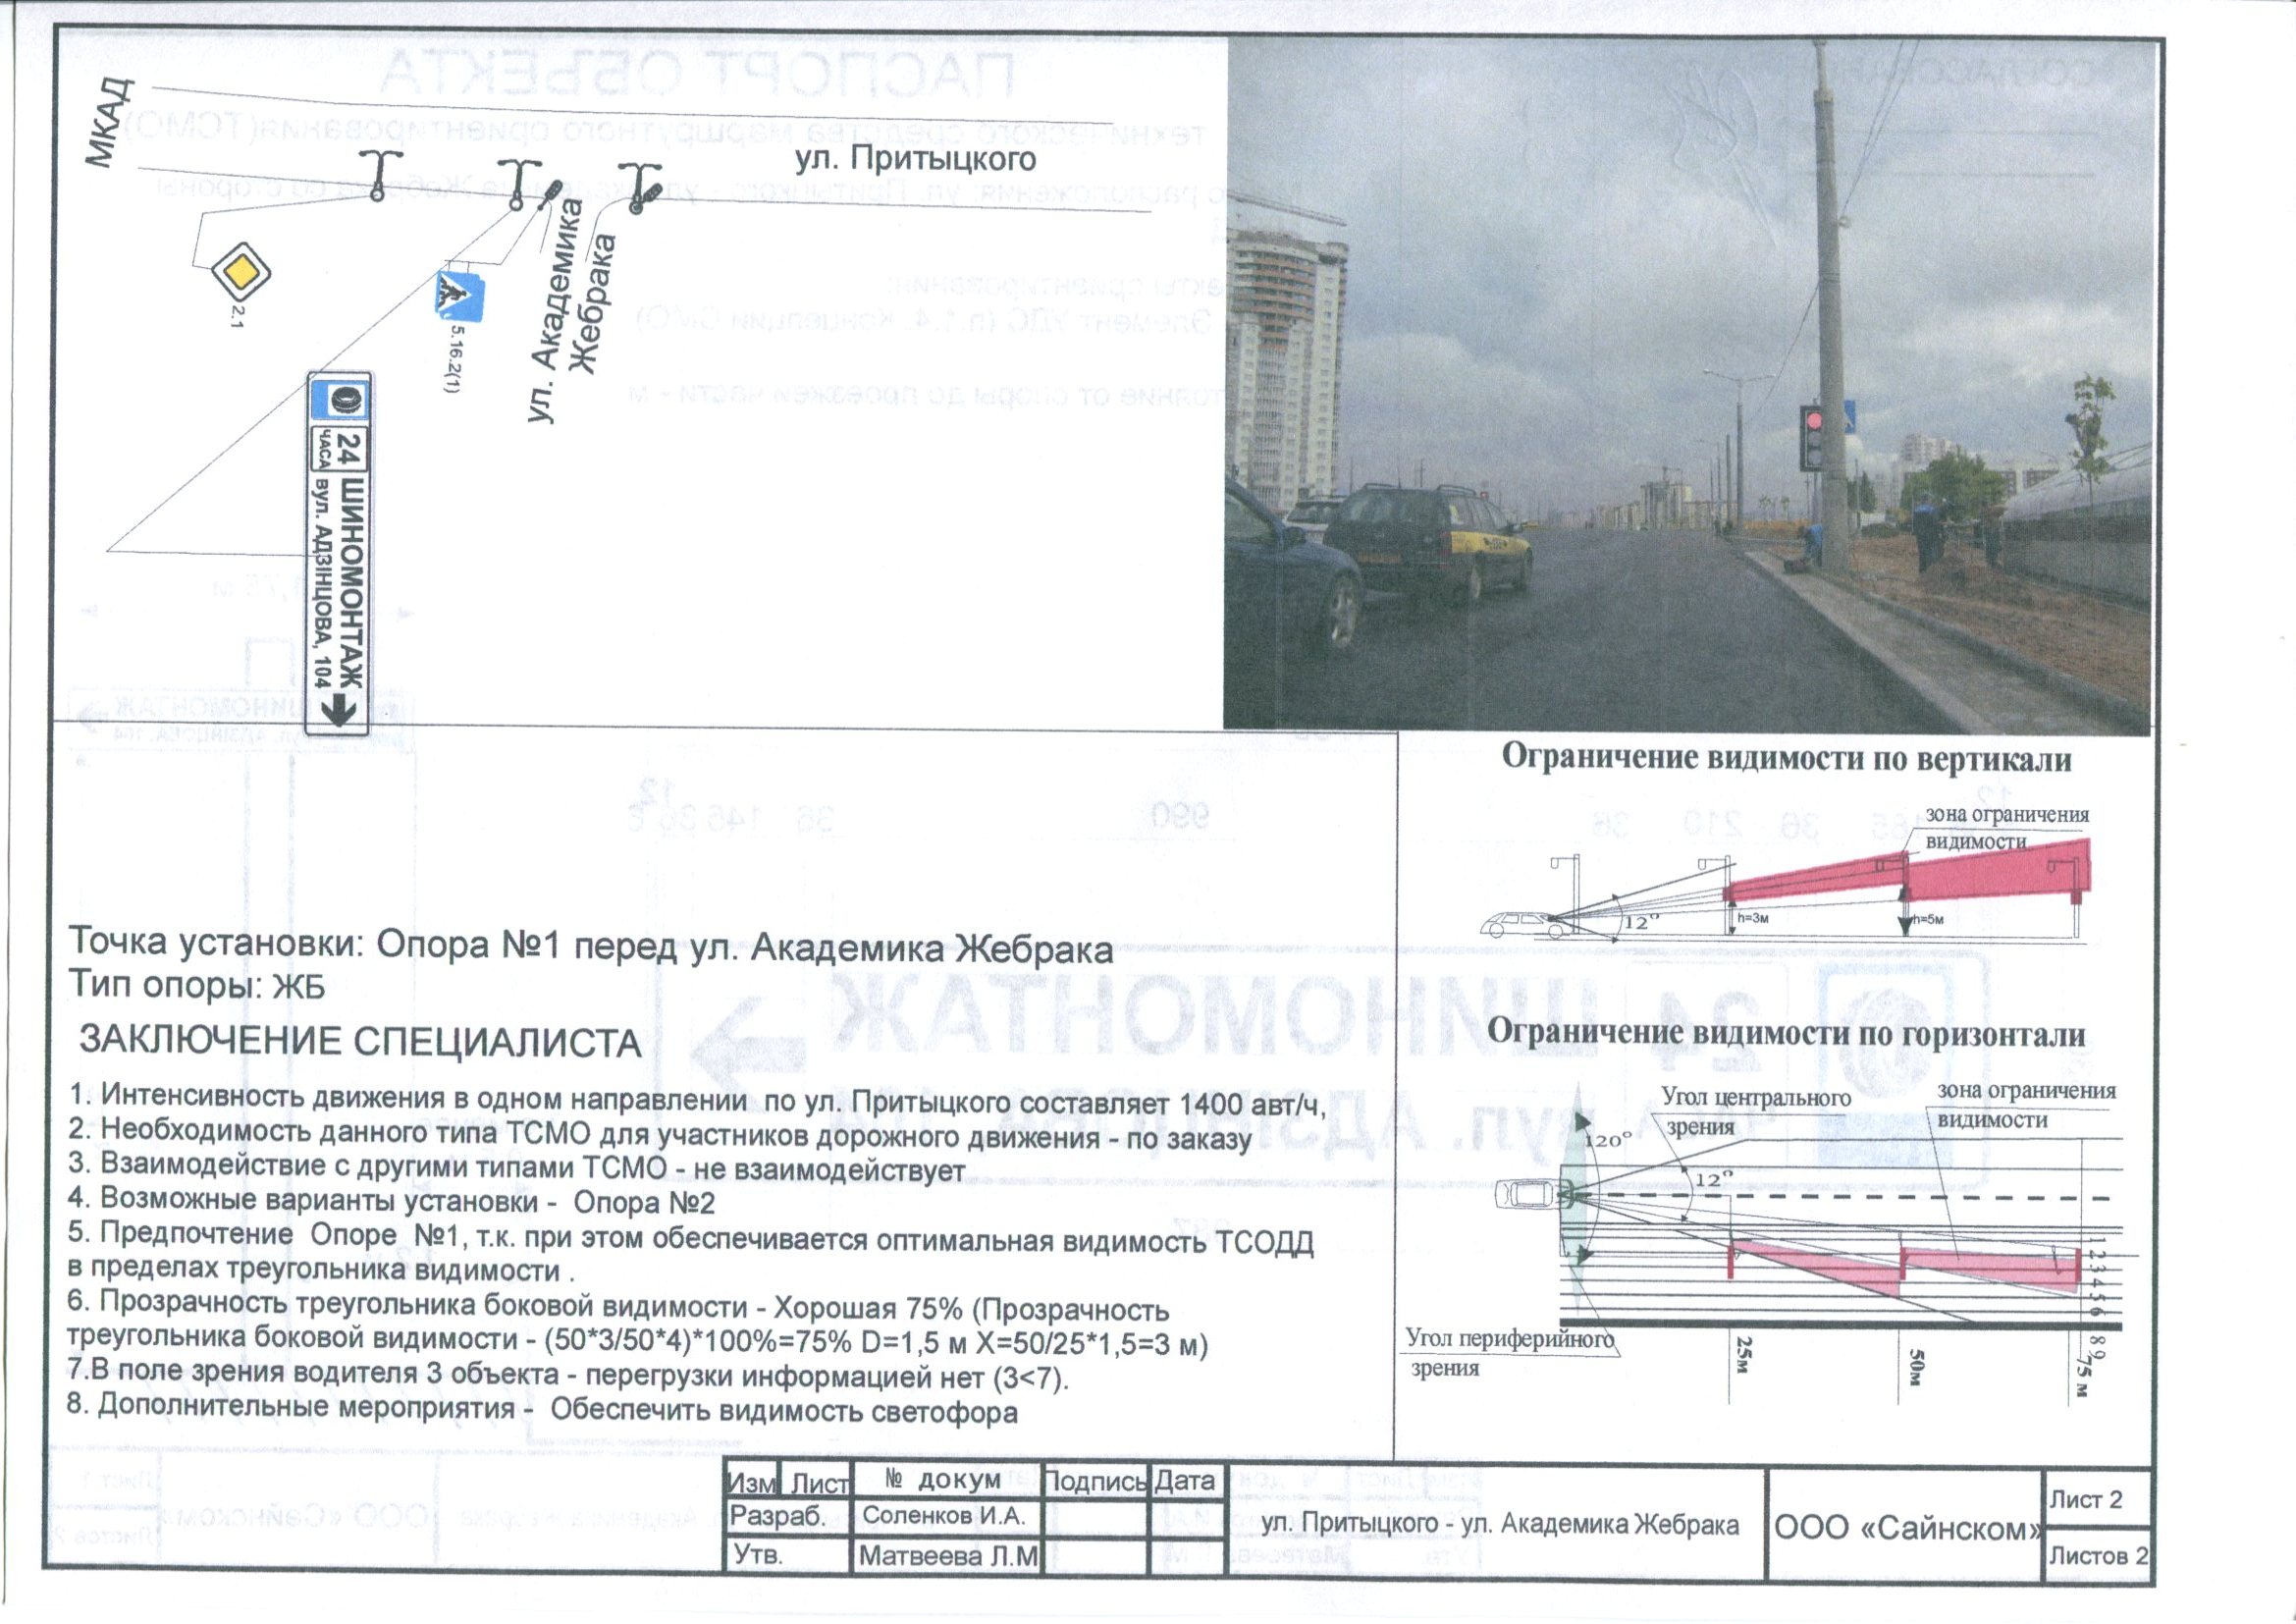 МКАД
ул. Притыцкого
ул. Академика
Жебрака
2.1
5.16.2(1)
24 ШИНОМОНТАЖ
ЧАСА вул. АДЗІНЦОВА, 104
Ограничение видимости по вертикали
зона ограничения
видимости
12°
h=3м
h=5м
Точка установки: Опора №1 перед ул. Академика Жебрака
Тип опоры: ЖБ
ЗАКЛЮЧЕНИЕ СПЕЦИАЛИСТА
1. Интенсивность движения в одном направлении по ул. Притыцкого составляет 1400 авт/ч,
2. Необходимость данного типа ТСМО для участников дорожного движения - по заказу
3. Взаимодействие с другими типами ТСМО - не взаимодействует
4. Возможные варианты установки - Опора №2
5. Предпочтение Опоре №1, т.к. при этом обеспечивается оптимальная видимость ТСОДД
в пределах треугольника видимости .
6. Прозрачность треугольника боковой видимости - Хорошая 75% (Прозрачность
треугольника боковой видимости - (50*3/50*4)*100%=75% D=1,5 м X=50/25*1,5=3 м)
7.В поле зрения водителя 3 объекта - перегрузки информацией нет (3<7).
8. Дополнительные мероприятия - Обеспечить видимость светофора
Ограничение видимости по горизонтали
Угол центрального
зрения
зона ограничения
видимости
120°
12°
1 2 3 4 5 6 8 9
Угол периферийного
зрения
25м
50м
75 м
Изм Лист № докум Подпись Дата
Разраб. Соленков И.А.
Утв. Матвеева Л.М
ул. Притыцкого - ул. Академика Жебрака
ООО «Сайнском»
Лист 2
Листов 2